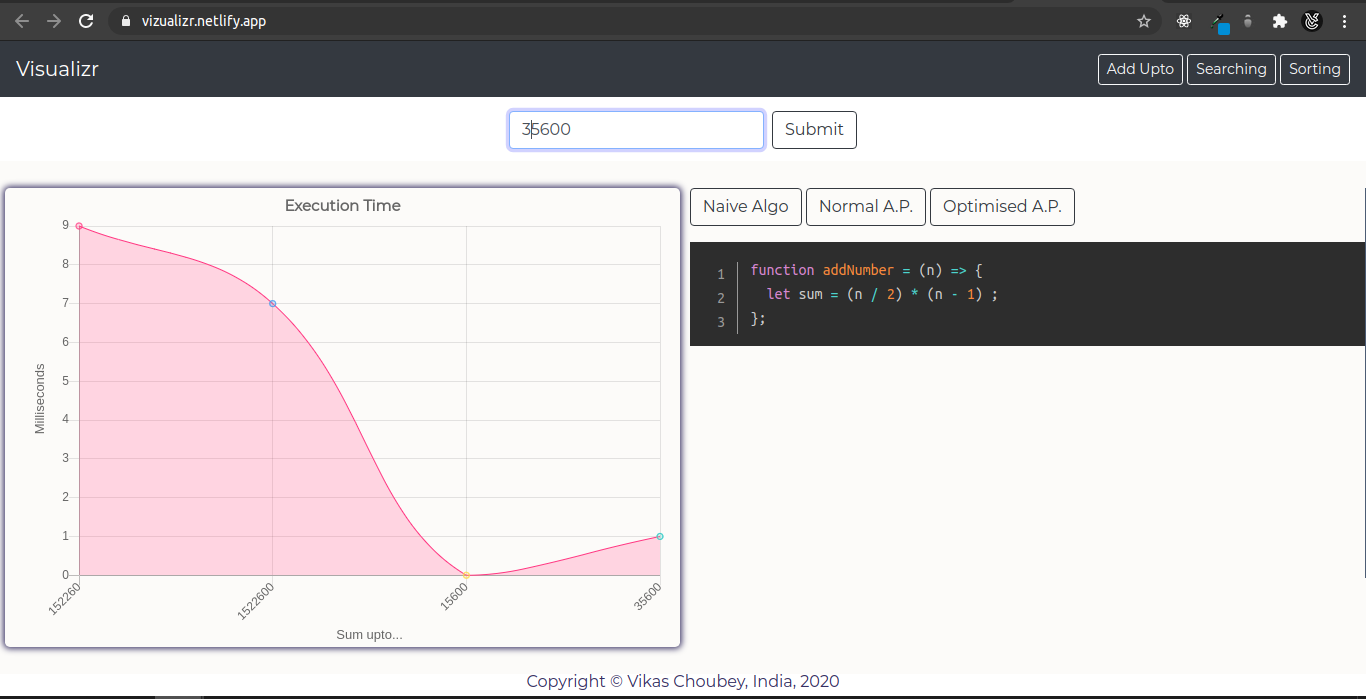 vizualizr.netlify.app
Visualizr
Add Upto
Searching
Sorting
35600
Submit
Execution Time
9
8
7
6
5
4
3
2
1
0
Milliseconds
152260
1522600
15600
35600
Sum upto...
Naive Algo
Normal A.P.
Optimised A.P.
1 function addNumber = (n) => {
2 let sum = (n / 2) * (n - 1) ;
3 };
Copyright © Vikas Choubey, India, 2020